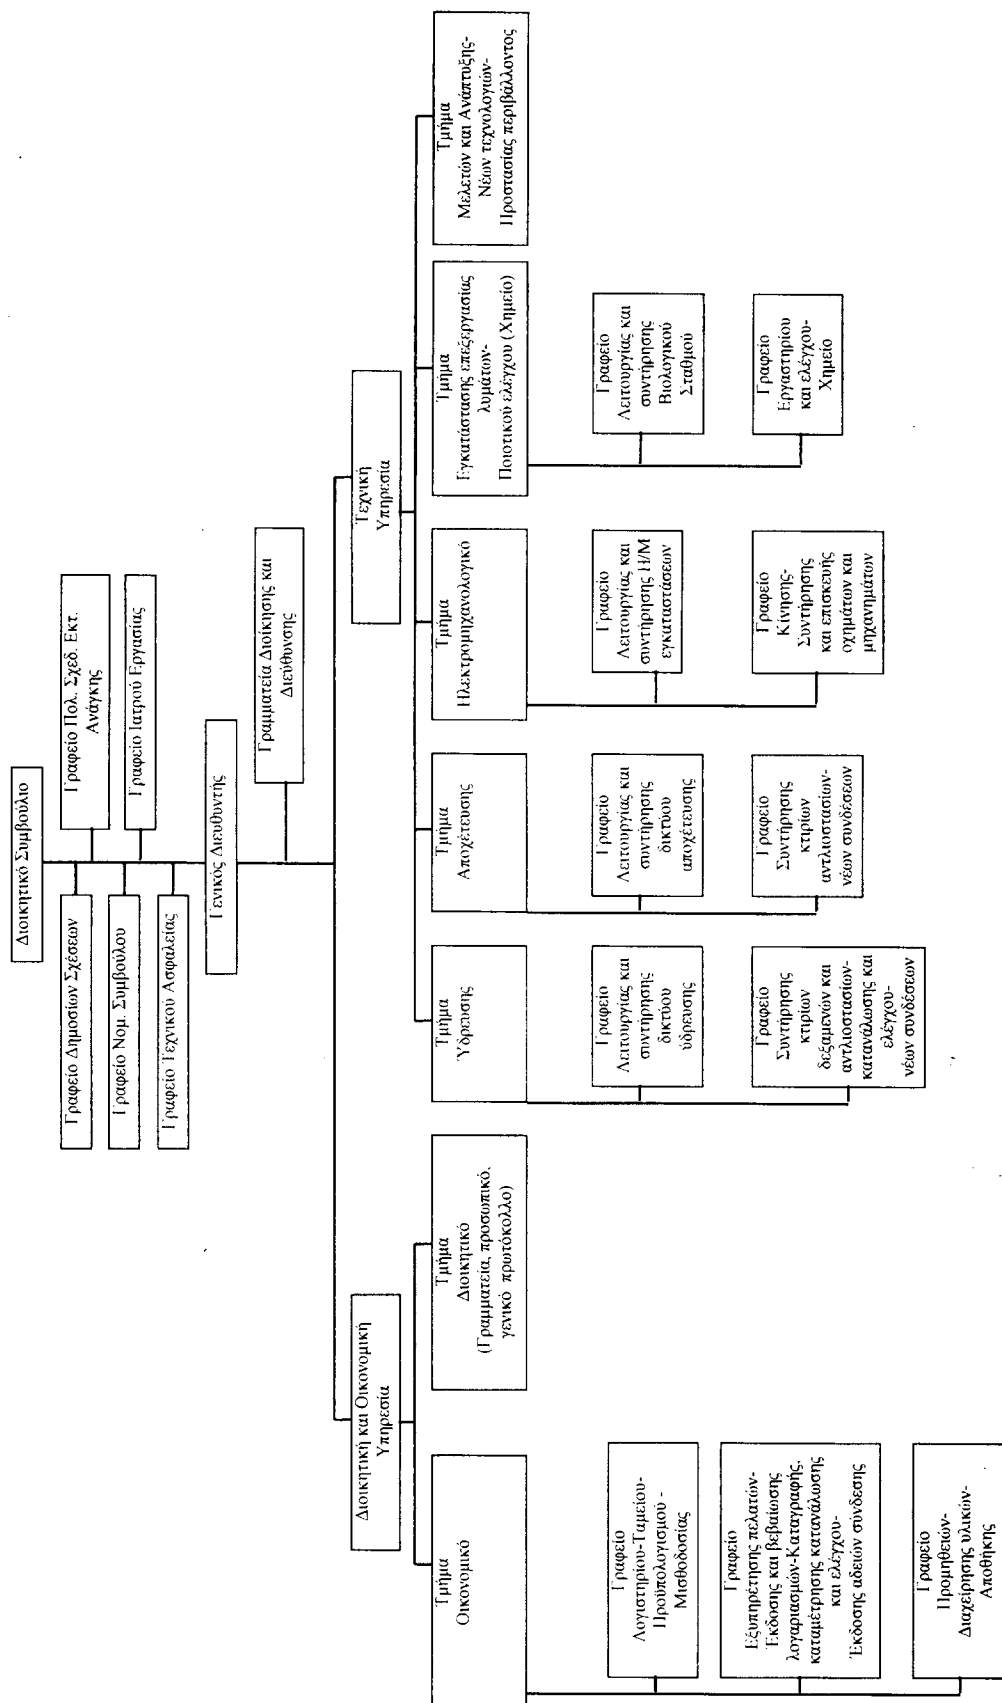 Διοικητικό Συμβούλιο
Γραφείο Δημοσίων Σχέσεων
Γραφείο Πολ. Σχεδ. Εκτ.
Ανάγκης
Γραφείο Νομ. Συμβούλου
Γραφείο Ιατρού Εργασίας
Γραφείο Τεχνικού Ασφαλείας
Γενικός Διευθυντής
Γραμματεία Διοίκησης και
Διεύθυνσης
Διοικητική και Οικονομική
Υπηρεσία
Τεχνική
Υπηρεσία
Τμήμα
Οικονομικό
Τμήμα
Διοικητικό
(Γραμματεία, προσωπικό,
γενικό πρωτόκολλο)
Τμήμα
Ύδρευσης
Τμήμα
Αποχέτευσης
Τμήμα
Ηλεκτρομηχανολογικό
Τμήμα
Εγκατάστασης επεξεργασίας
λυμάτων-
Ποιοτικού ελέγχου (Χημείο)
Τμήμα
Μελετών και Ανάπτυξης-
Νέων τεχνολογιών-
Προστασίας περιβάλλοντος
Γραφείο
Λογιστηρίου-Ταμείου-
Προϋπολογισμού -
Μισθοδοσίας
Γραφείο
Εξυπηρέτησης πελατών-
Έκδοσης και βεβαίωσης
λογαριασμών-Καταγραφής,
καταμέτρησης κατανάλωσης
και ελέγχου-
Έκδοσης αδειών σύνδεσης
Γραφείο
Προμηθειών-
Διαχείρησης υλικών-
Αποθήκης
Γραφείο
Λειτουργίας και
συντήρησης
δικτύου
ύδρευσης
Γραφείο
Συντήρησης
κτιρίων
δεξαμενών και
αντλιοστασίων-
κατανάλωσης και
ελέγχου-
νέων συνδέσεων
Γραφείο
Λειτουργίας και
συντήρησης
δικτύου
αποχέτευσης
Γραφείο
Συντήρησης
κτιρίων
αντλιοστασίων-
νέων συνδέσεων
Γραφείο
Λειτουργίας και
συντήρησης Η/Μ
εγκαταστάσεων
Γραφείο
Κίνησης-
Συντήρησης
και επισκευής
οχημάτων και
μηχανημάτων
Γραφείο
Λειτουργίας και
συντήρησης
Βιολογικού
Σταθμού
Γραφείο
Εργαστηρίου
και ελέγχου-
Χημείο